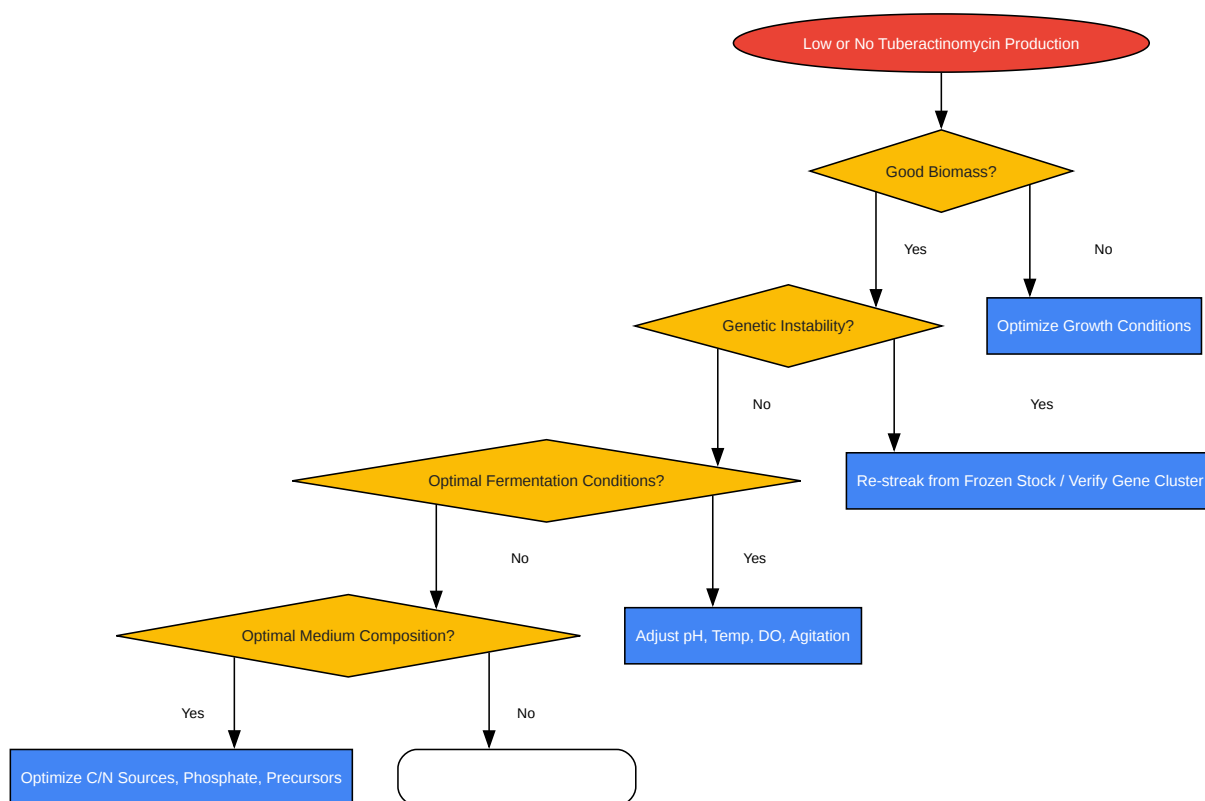 Low or No Tuberactinomycin Production
Good Biomass?
Yes
No
Genetic Instability?
Optimize Growth Conditions
No
Yes
Optimal Fermentation Conditions?
Re-streak from Frozen Stock / Verify Gene Cluster
No
Yes
Optimal Medium Composition?
Adjust pH, Temp, DO, Agitation
Yes
No
Optimize C/N Sources, Phosphate, Precursors